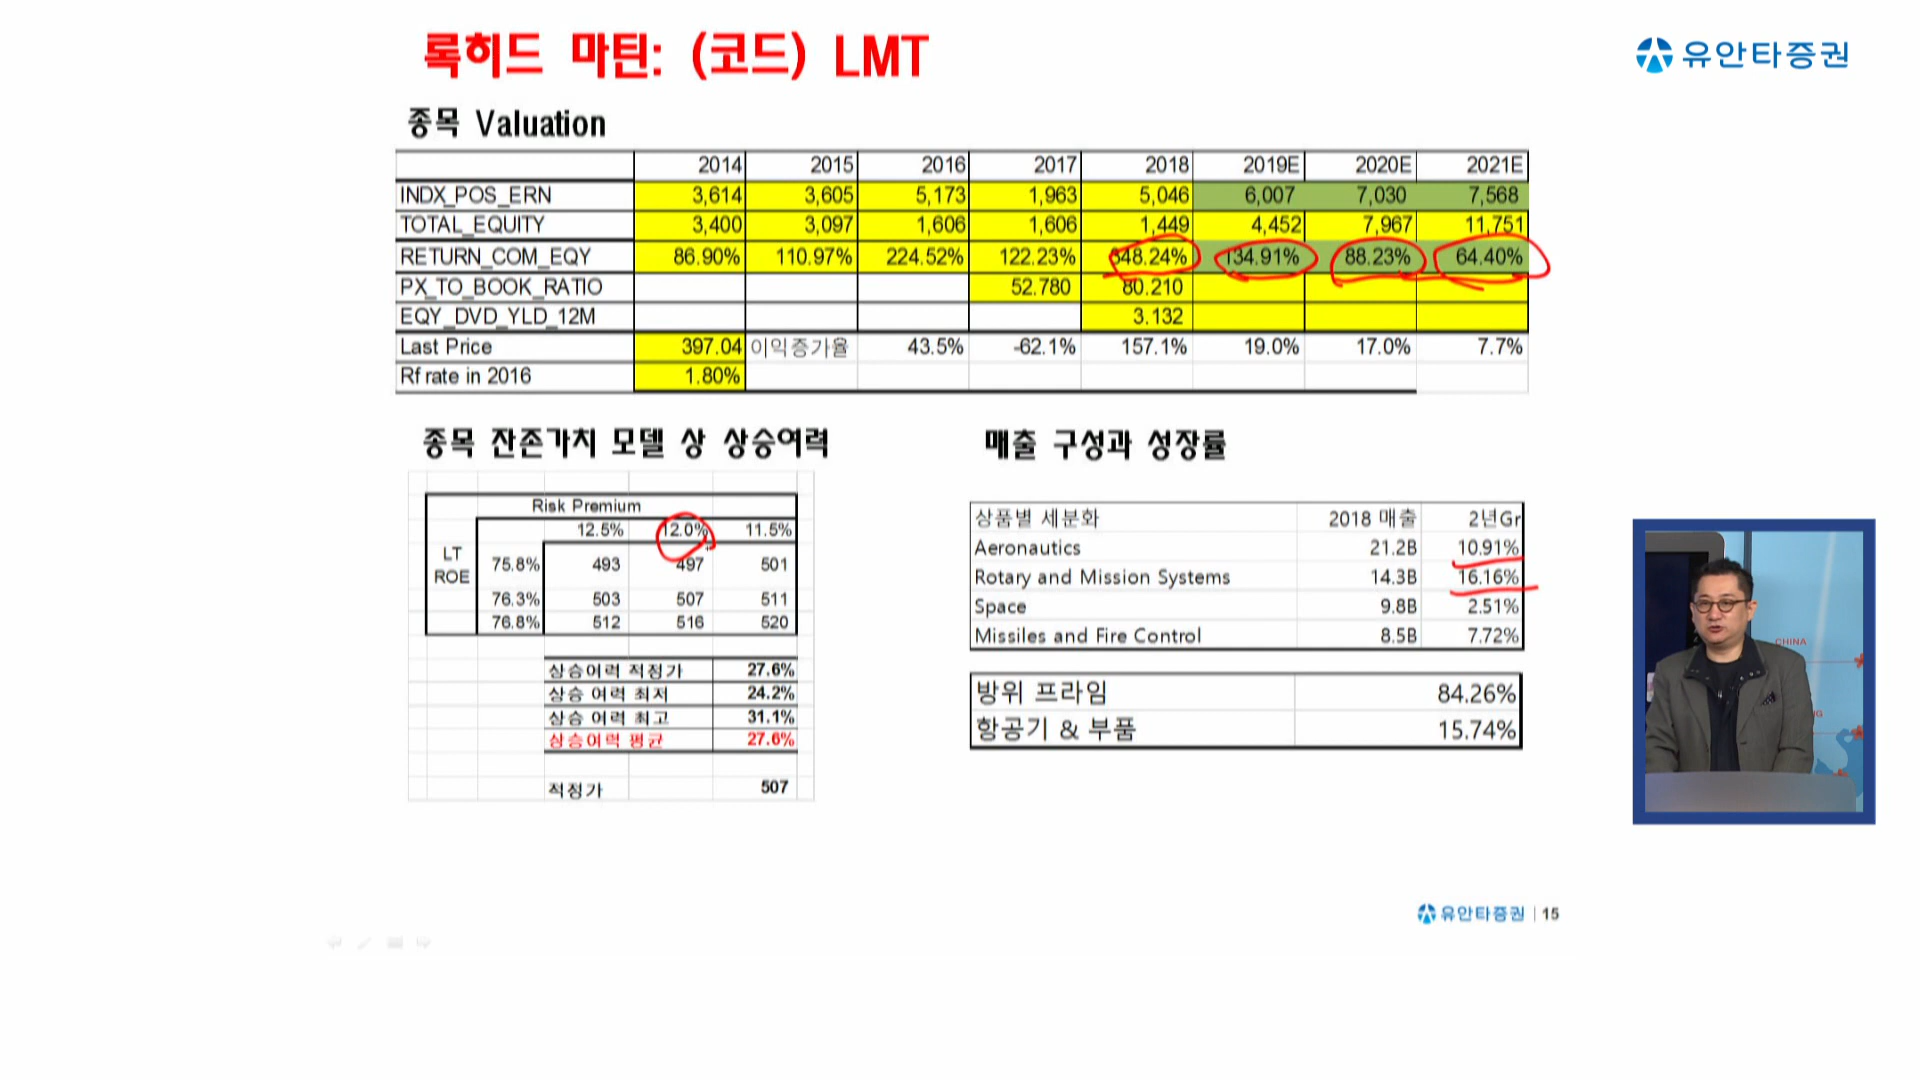 록히드 마틴: (코드) LMT
유안타증권
종목 Valuation
2014 2015 2016 2017 2018 2019E 2020E 2021E
INDX_POS_ERN 3,614 3,605 5,173 1,963 5,046 6,007 7,030 7,568
TOTAL_EQUITY 3,400 3,097 1,606 1,606 1,449 4,452 7,967 11,751
RETURN_COM_EQY 86.90% 110.97% 224.52% 122.23% 348.24% 134.91% 88.23% 64.40%
PX_TO_BOOK_RATIO 52.780 80.210
EQY_DVD_YLD_12M 3.132
Last Price 397.04 이익증가율 43.5% -62.1% 157.1% 19.0% 17.0% 7.7%
Rf rate in 2016 1.80%
종목 잔존가치 모델 상 상승여력
Risk Premium
12.5% 12.0% 11.5%
LT ROE
75.8% 493 497 501
76.3% 503 507 511
76.8% 512 516 520
상승여력 적정가 27.6%
상승 여력 최저 24.2%
상승 여력 최고 31.1%
상승여력 평균 27.6%
적정가 507
매출 구성과 성장률
상품별 세분화 2018 매출 2년Gr
Aeronautics 21.2B 10.91%
Rotary and Mission Systems 14.3B 16.16%
Space 9.8B 2.51%
Missiles and Fire Control 8.5B 7.72%
방위 프라임 84.26%
항공기 & 부품 15.74%
CHINA
유안타증권 | 15